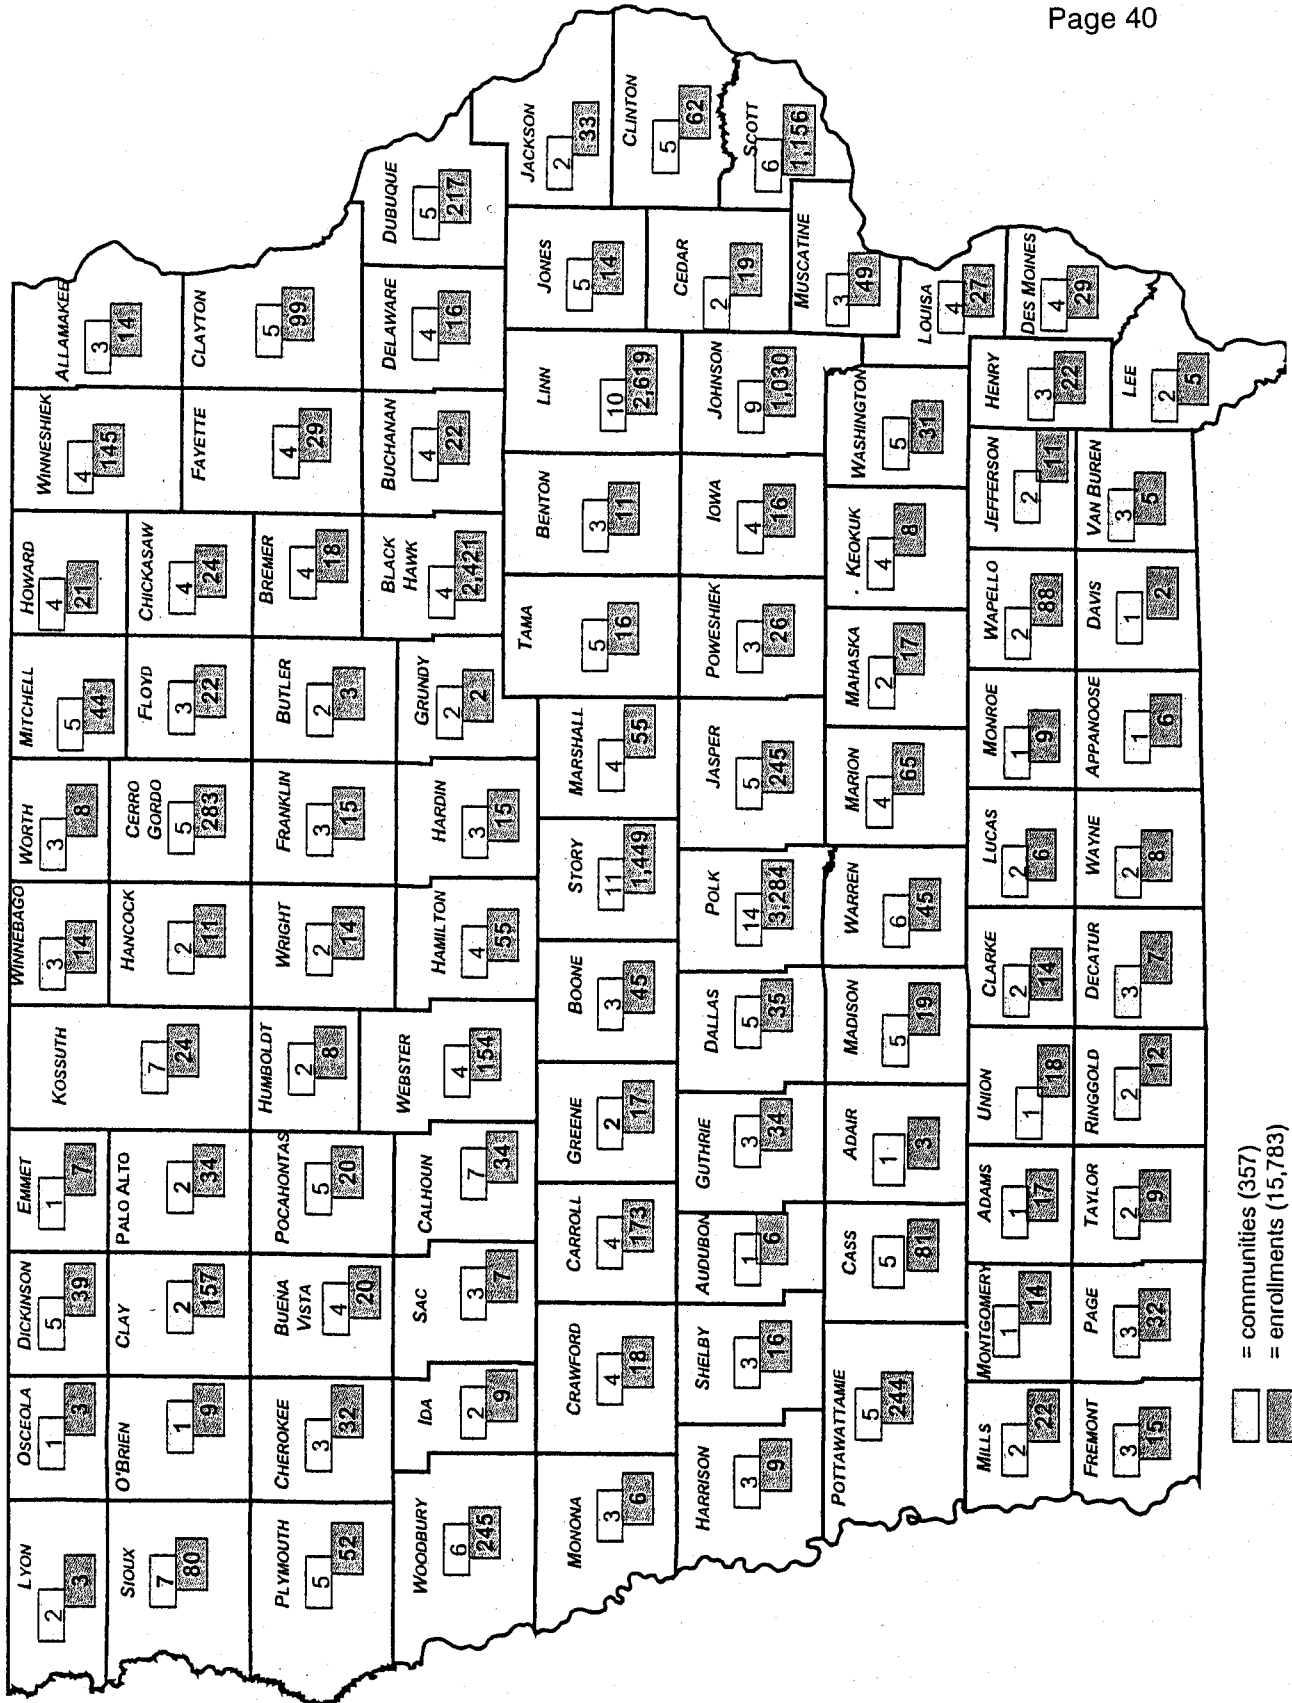 Page 40
LYON
2
3
OSCEOLA
1
3
DICKINSON
5
39
EMMET
1
7
KOSSUTH
7
24
WINNEBAGO
3
14
WORTH
3
8
MITCHELL
5
44
HOWARD
4
21
WINNESHIEK
4
145
ALLAMAKEE
3
14
SIOUX
7
80
O'BRIEN
1
9
CLAY
2
157
PALO ALTO
2
34
HANCOCK
2
11
CERRO
GORDO
5
283
FLOYD
3
22
CHICKASAW
4
24
FAYETTE
4
29
CLAYTON
5
99
PLYMOUTH
5
52
CHEROKEE
3
32
BUENA
VISTA
4
20
POCAHONTAS
5
20
HUMBOLDT
2
8
WRIGHT
2
14
FRANKLIN
3
15
BUTLER
2
3
BREMER
4
18
WOODBURY
6
245
IDA
2
9
SAC
3
7
CALHOUN
7
34
WEBSTER
4
154
HAMILTON
4
55
HARDIN
3
15
GRUNDY
2
2
BLACK
HAWK
4
2,421
BUCHANAN
4
22
DELAWARE
4
16
DUBUQUE
5
217
MONONA
3
6
CRAWFORD
4
18
CARROLL
4
173
GREENE
2
17
BOONE
3
45
STORY
11
1,449
MARSHALL
4
55
TAMA
5
16
BENTON
3
11
LINN
10
2,619
JONES
5
14
JACKSON
2
33
CLINTON
5
62
HARRISON
3
9
SHELBY
3
16
AUDUBON
1
6
GUTHRIE
3
34
DALLAS
5
35
POLK
14
3,284
JASPER
5
245
POWESHIEK
3
26
IOWA
4
16
JOHNSON
9
1,030
CEDAR
2
19
SCOTT
6
1,156
MUSCATINE
3
49
POTTAWATTAMIE
5
244
CASS
5
81
ADAIR
1
3
MADISON
5
19
WARREN
6
45
MARION
4
65
MAHASKA
2
17
KEOKUK
4
8
WASHINGTON
5
31
LOUISA
4
27
MILLS
2
22
MONTGOMERY
1
14
ADAMS
1
17
UNION
1
18
CLARKE
2
14
LUCAS
2
6
MONROE
1
9
WAPELLO
2
88
JEFFERSON
2
11
HENRY
3
22
DES MOINES
4
29
FREMONT
3
15
PAGE
3
32
TAYLOR
2
9
RINGGOLD
2
12
DECATUR
3
7
WAYNE
2
8
APPANOOSE
1
6
DAVIS
1
2
VAN BUREN
3
5
LEE
2
5
= communities (357)
= enrollments (15,783)